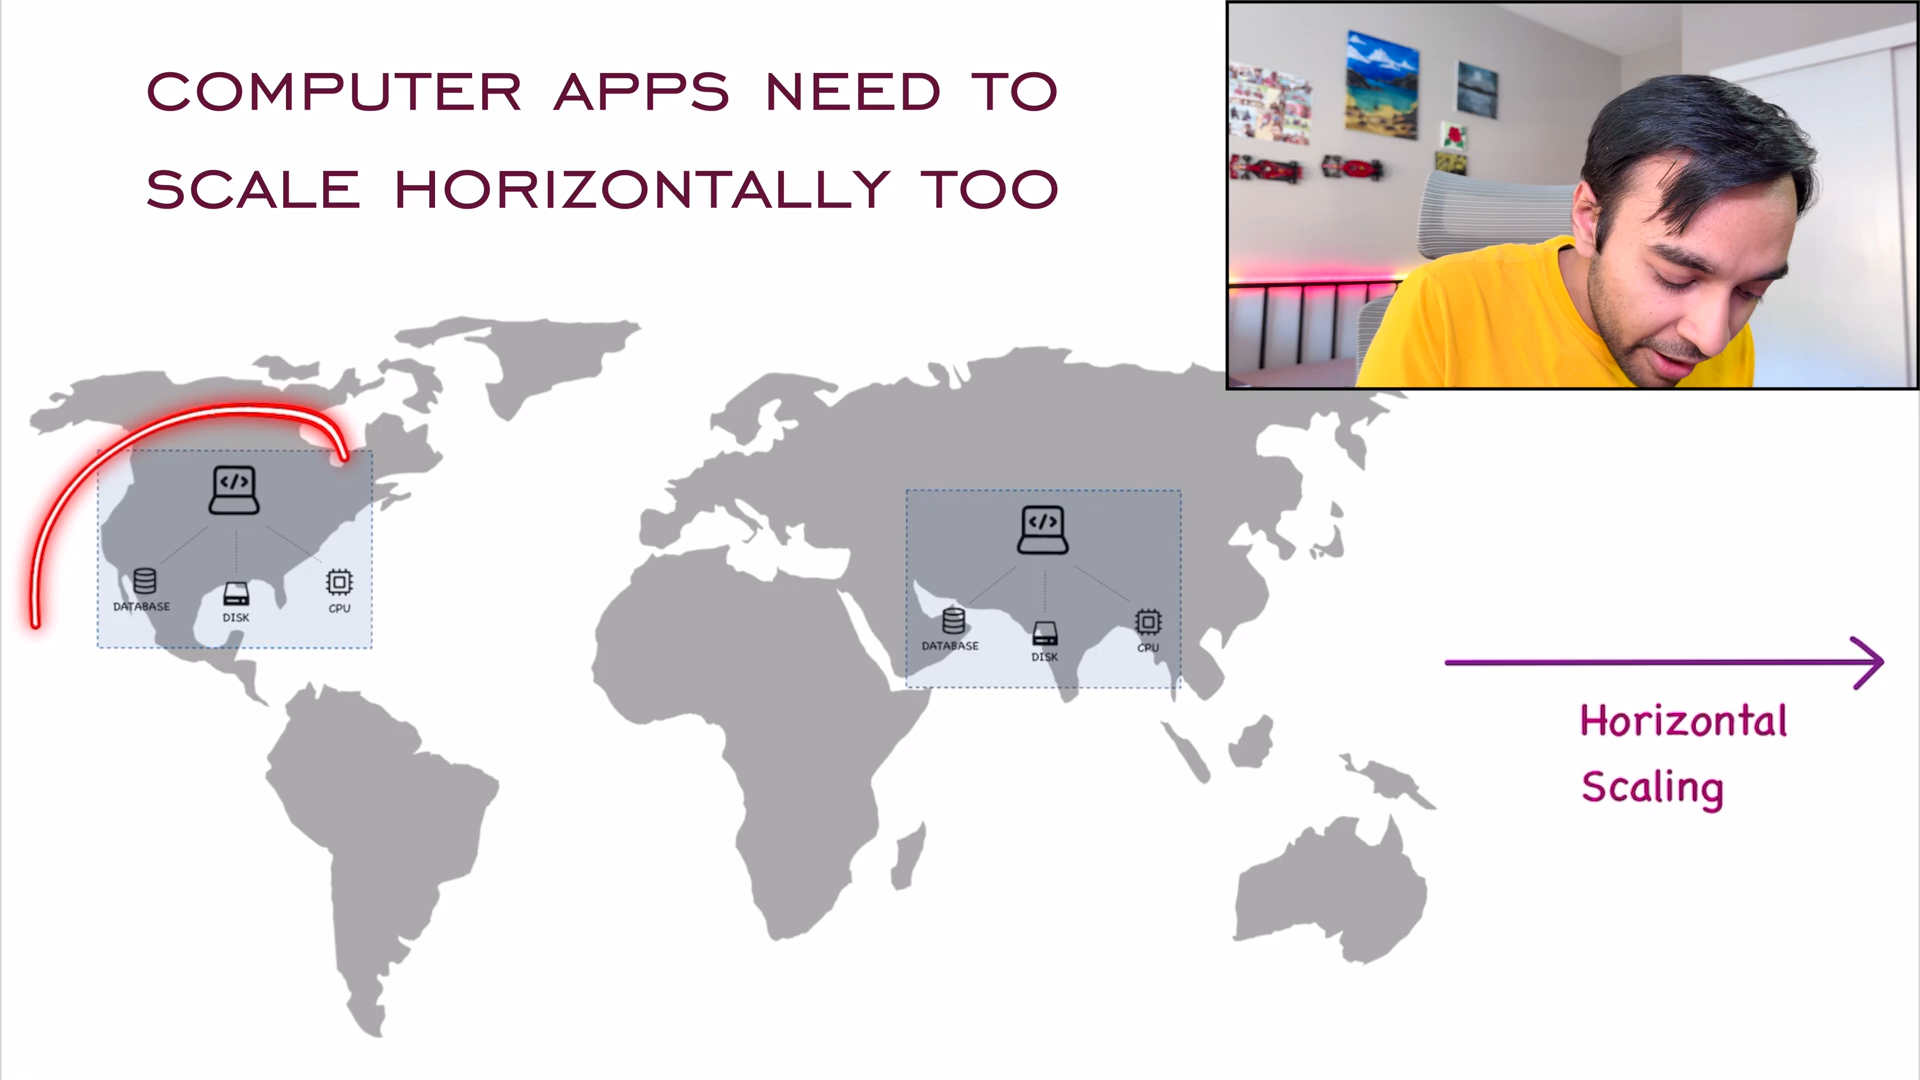 COMPUTER APPS NEED TO
SCALE HORIZONTALLY TOO
</>
DATABASE
DISK
CPU
</>
DATABASE
DISK
CPU
Horizontal
Scaling